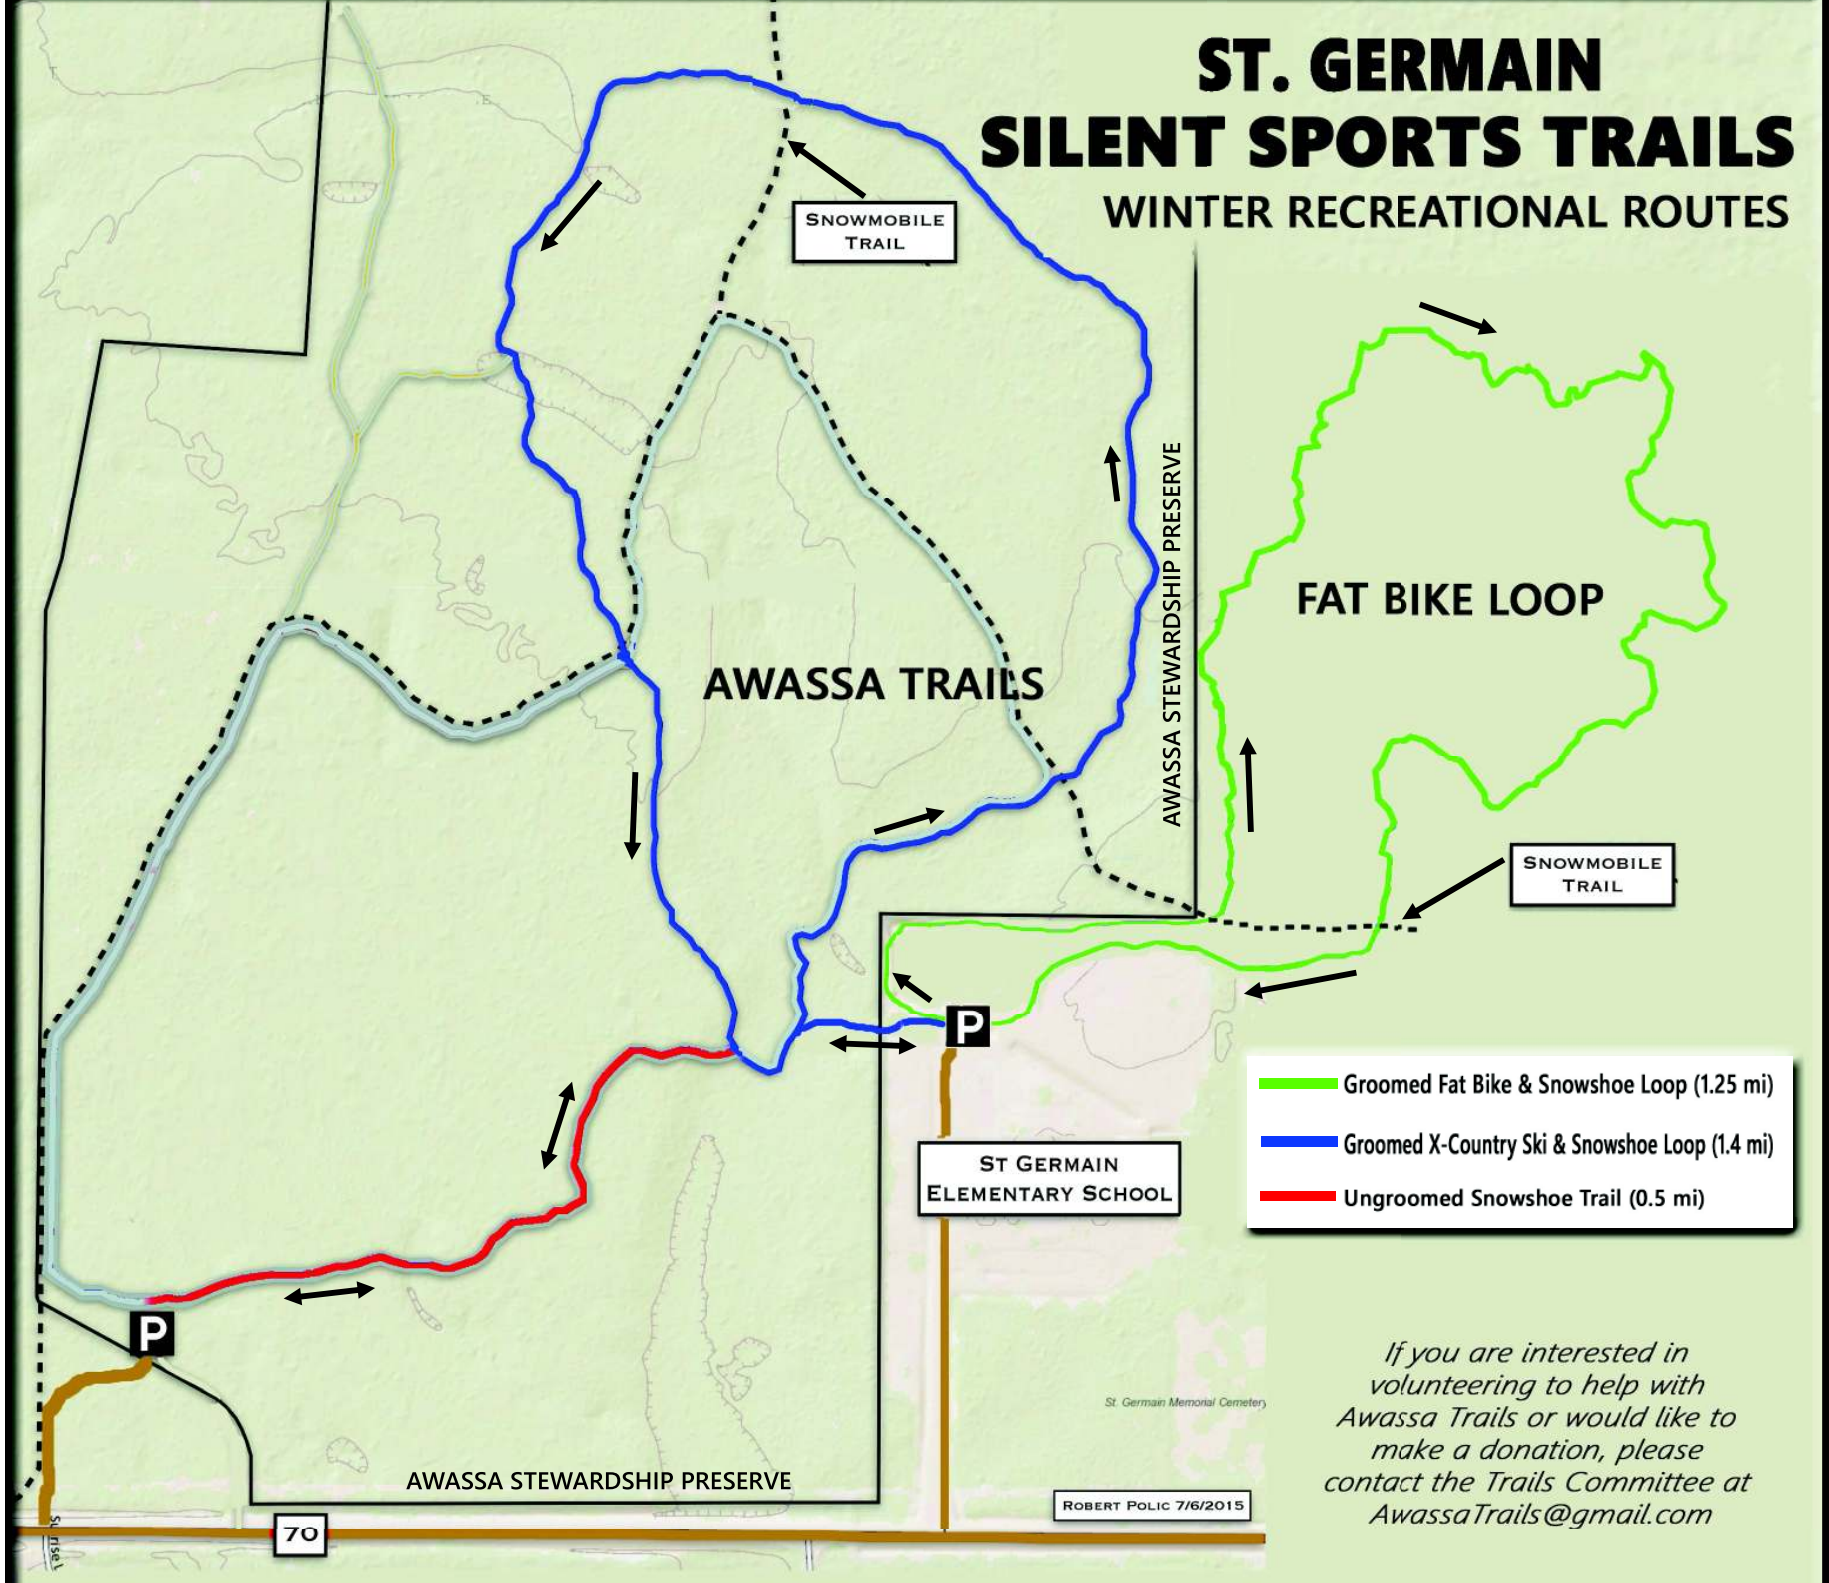 ST. GERMAIN
SILENT SPORTS TRAILS
WINTER RECREATIONAL ROUTES
SNOWMOBILE
TRAIL
AWASSA STEWARDSHIP PRESERVE
FAT BIKE LOOP
AWASSA TRAILS
SNOWMOBILE
TRAIL
P
Groomed Fat Bike & Snowshoe Loop (1.25 mi)
Groomed X-Country Ski & Snowshoe Loop (1.4 mi)
Ungroomed Snowshoe Trail (0.5 mi)
ST GERMAIN
ELEMENTARY SCHOOL
P
If you are interested in
volunteering to help with
Awassa Trails or would like to
make a donation, please
contact the Trails Committee at
AwassaTrails@gmail.com
St. Germain Memorial Cemetery
AWASSA STEWARDSHIP PRESERVE
ROBERT POLIC 7/6/2015
70